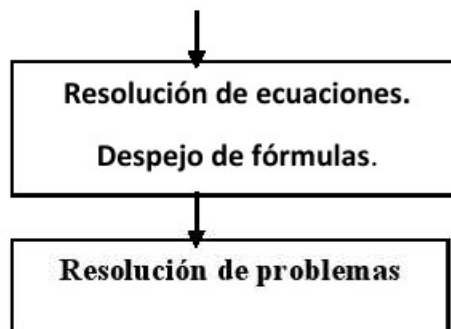 Resolución de ecuaciones.
Despejo de fórmulas.
Resolución de problemas